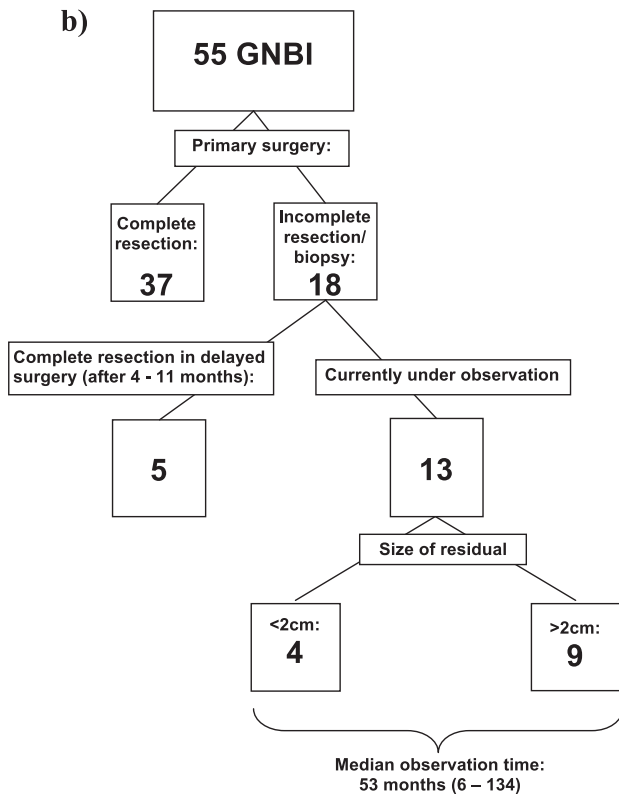 b)
55 GNBI
Primary surgery:
Complete
resection:
37
Incomplete
resection/
biopsy:
18
Complete resection in delayed
surgery (after 4 - 11 months):
Currently under observation
5
13
Size of residual
<2cm:
4
>2cm:
9
Median observation time:
53 months (6 – 134)